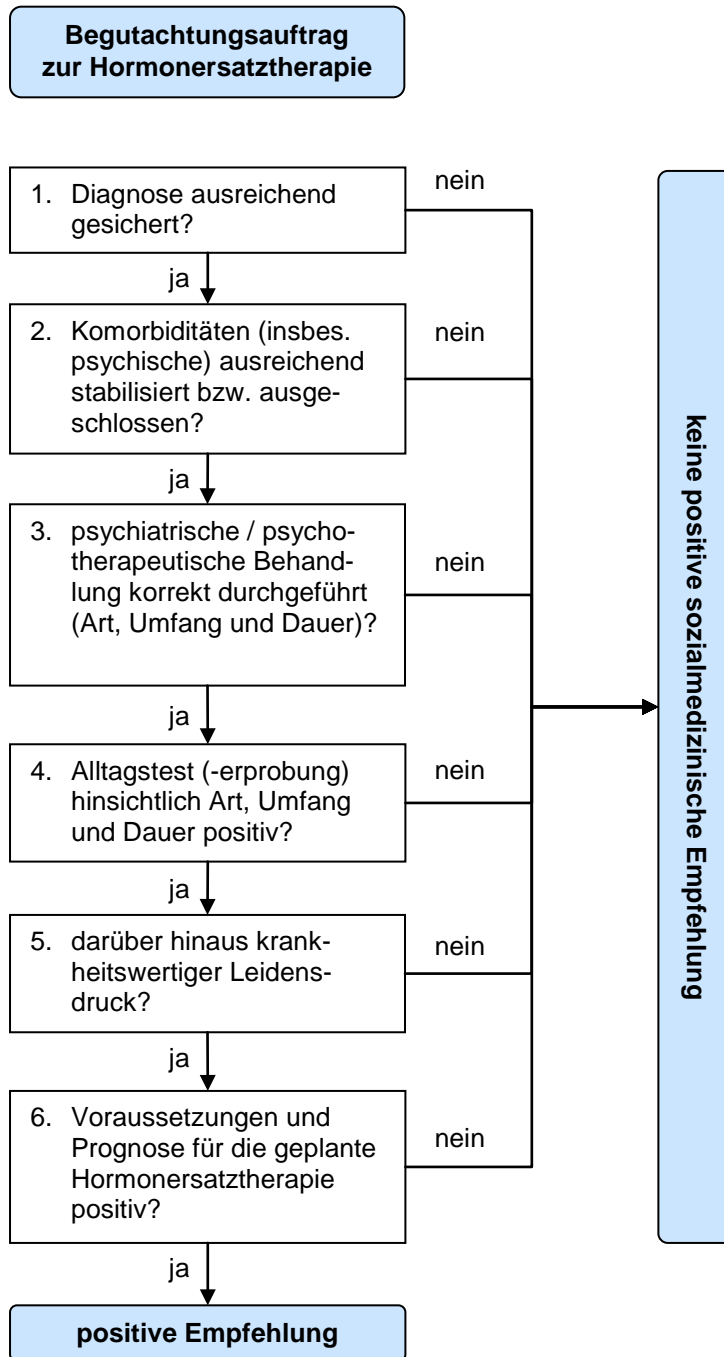 Begutachtungsauftrag
zur Hormonersatztherapie
1. Diagnose ausreichend
gesichert?
nein
ja
2. Komorbiditäten (insbes.
psychische) ausreichend
stabilisiert bzw. ausge-
schlossen?
nein
ja
3. psychiatrische / psycho-
therapeutische Behand-
lung korrekt durchgeführt
(Art, Umfang und Dauer)?
nein
ja
4. Alltagstest (-erprobung)
hinsichtlich Art, Umfang
und Dauer positiv?
nein
ja
5. darüber hinaus krank-
heitswertiger Leidens-
druck?
nein
ja
6. Voraussetzungen und
Prognose für die geplante
Hormonersatztherapie
positiv?
nein
ja
positive Empfehlung
keine positive sozialmedizinische Empfehlung